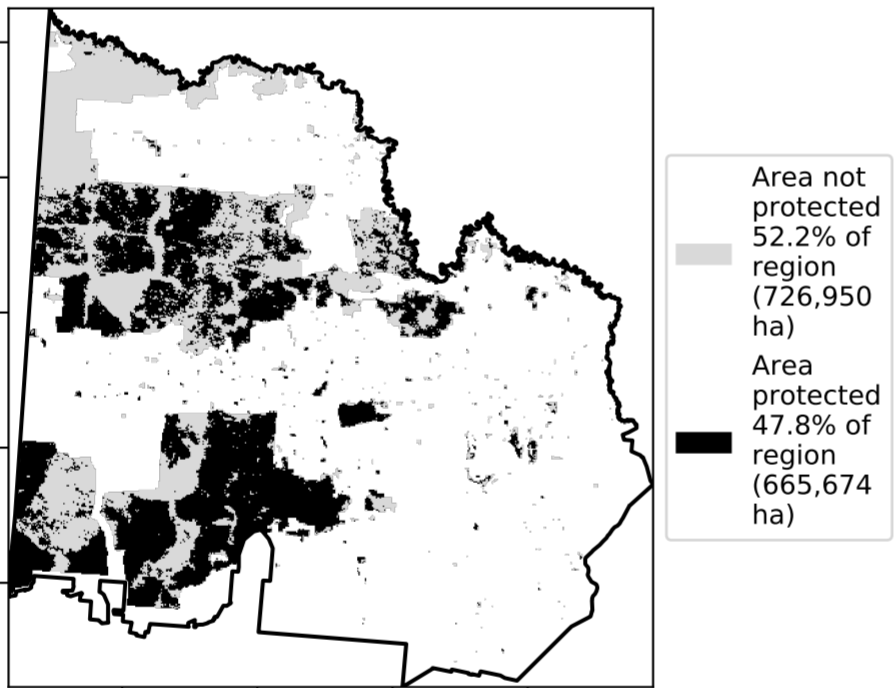 Area not
protected
52.2% of
region
(726,950
ha)
Area
protected
47.8% of
region
(665,674
ha)